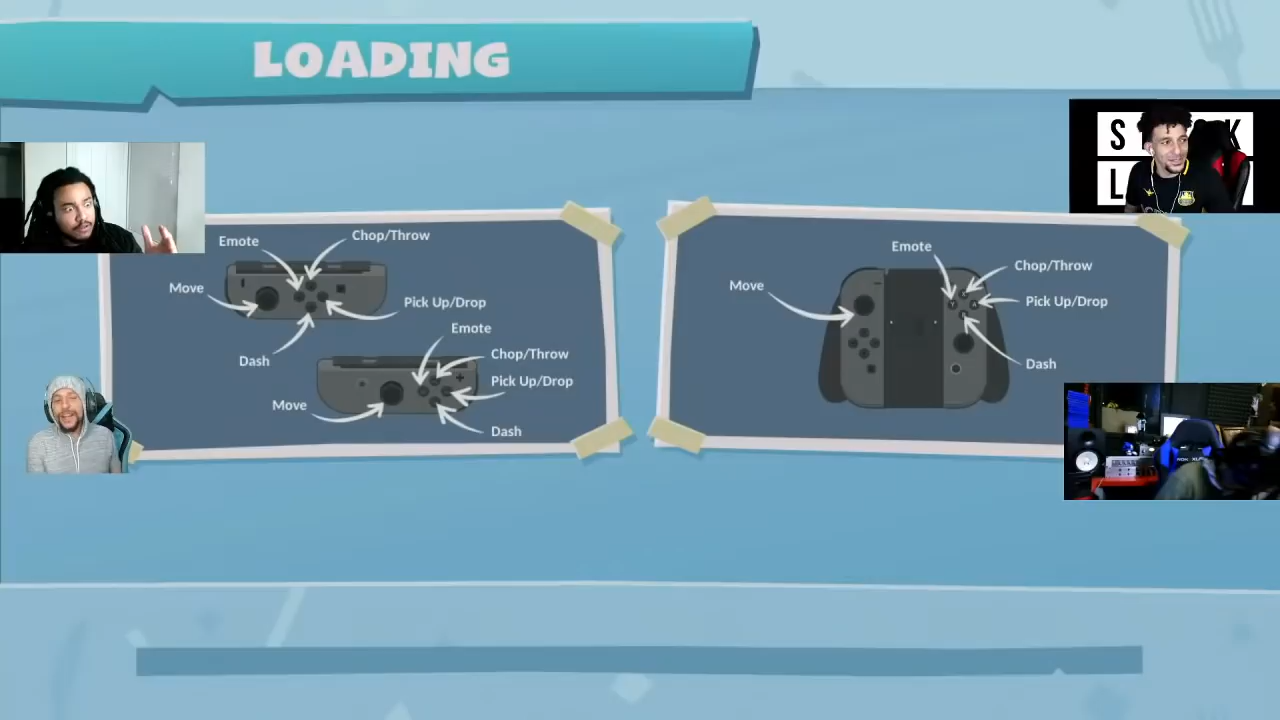 LOADING
S
K
L
Emote
Chop/Throw
Move
Pick Up/Drop
Dash
Emote
Chop/Throw
Pick Up/Drop
Move
Dash
Emote
Chop/Throw
Move
Pick Up/Drop
Dash